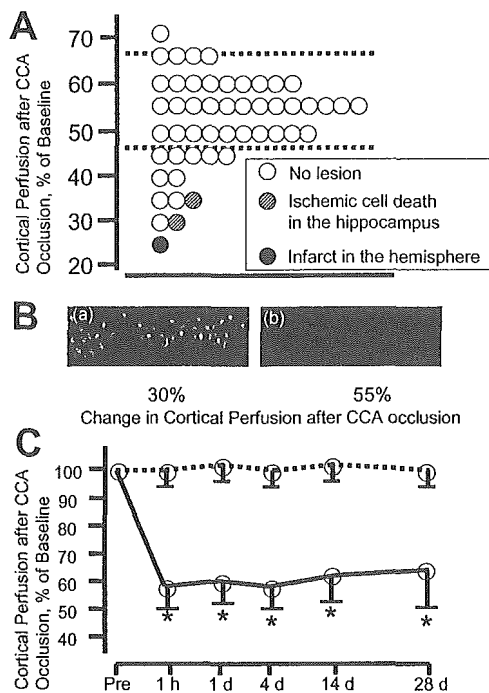 A
Cortical Perfusion after CCA
Occlusion, % of Baseline
70
60
50
40
30
20
No lesion
Ischemic cell death
in the hippocampus
Infarct in the hemisphere
B
(a)
(b)
30%
55%
Change in Cortical Perfusion after CCA occlusion
C
Cortical Perfusion after CCA
Occlusion, % of Baseline
100
90
80
70
60
50
40
* * * * *
Pre 1 h 1 d 4 d 14 d 28 d